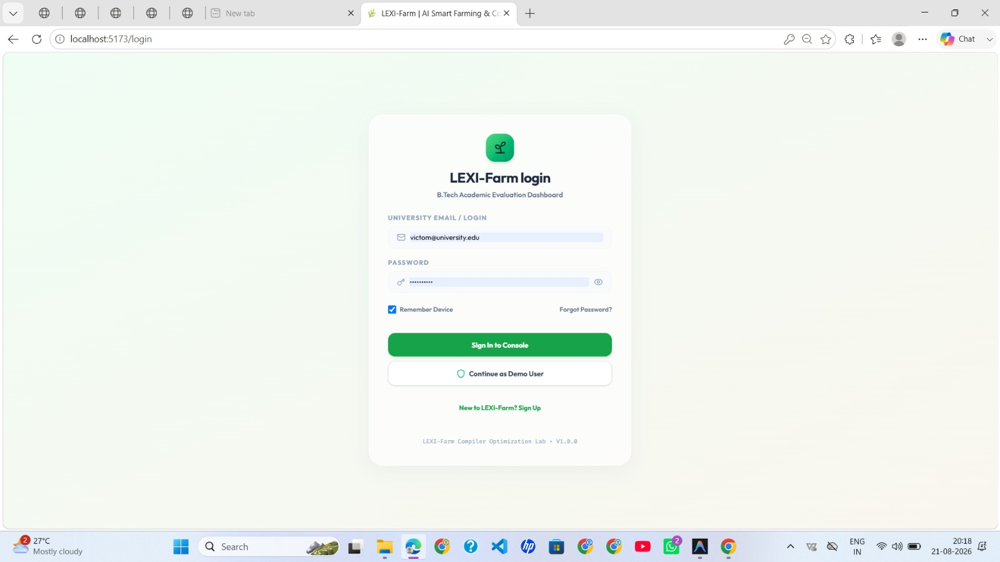 New tab
LEXI-Farm | AI Smart Farming & Co
localhost:5173/login
Chat
LEXI-Farm login
B.Tech Academic Evaluation Dashboard
UNIVERSITY EMAIL / LOGIN
victom@university.edu
PASSWORD
••••••••••
Remember Device
Forgot Password?
Sign In to Console
Continue as Demo User
New to LEXI-Farm? Sign Up
LEXI-Farm Compiler Optimization Lab • V1.0.0
2
27°C
Mostly cloudy
Search
hp
2
ENG
IN
20:18
21-08-2026